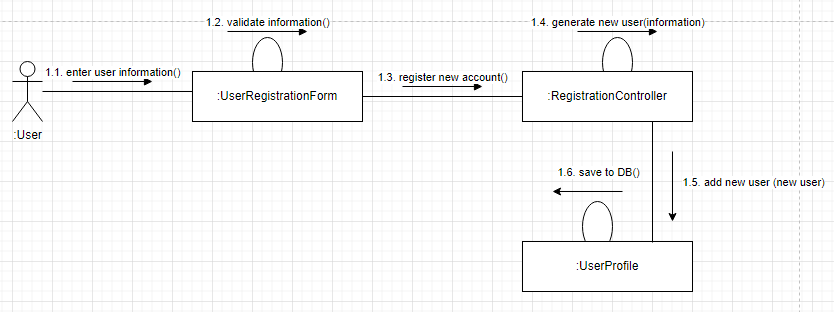 1.2. validate information()
1.4. generate new user(information)
1.1. enter user information()
1.3. register new account()
:UserRegistrationForm
:RegistrationController
:User
1.6. save to DB()
1.5. add new user (new user)
:UserProfile